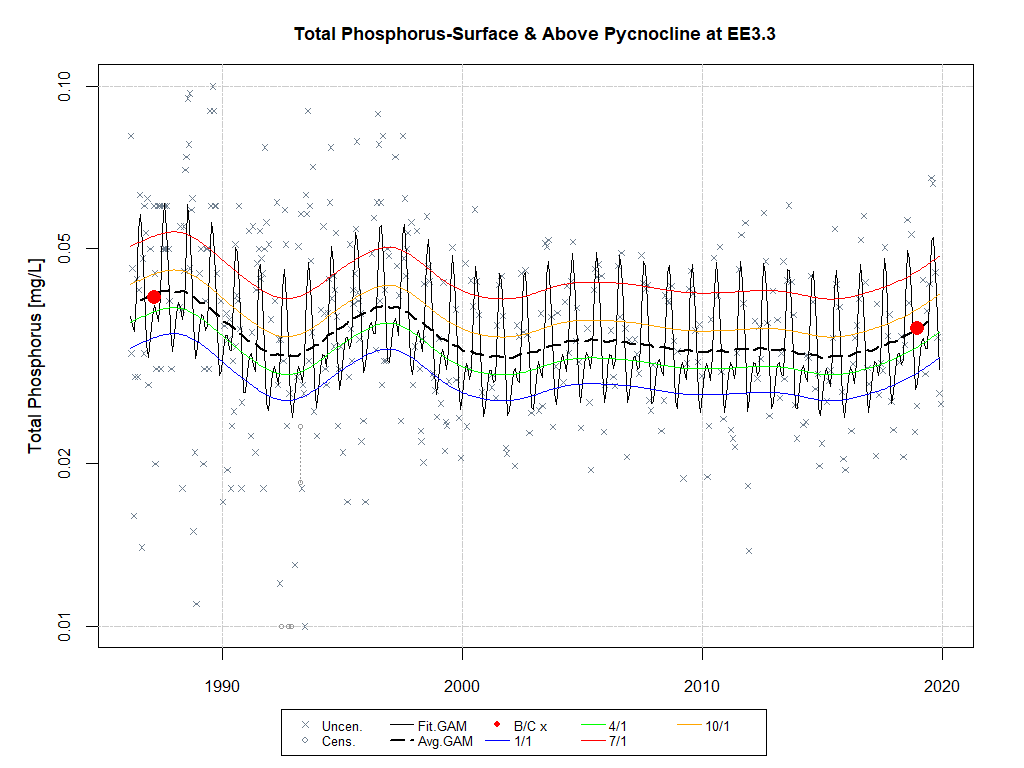 Total Phosphorus-Surface & Above Pycnocline at EE3.3
Total Phosphorus [mg/L]
0.10
0.05
0.02
0.01
1990 2000 2010 2020
Uncen. Fit.GAM B/C x 4/1 10/1
Cens. Avg.GAM 1/1 7/1